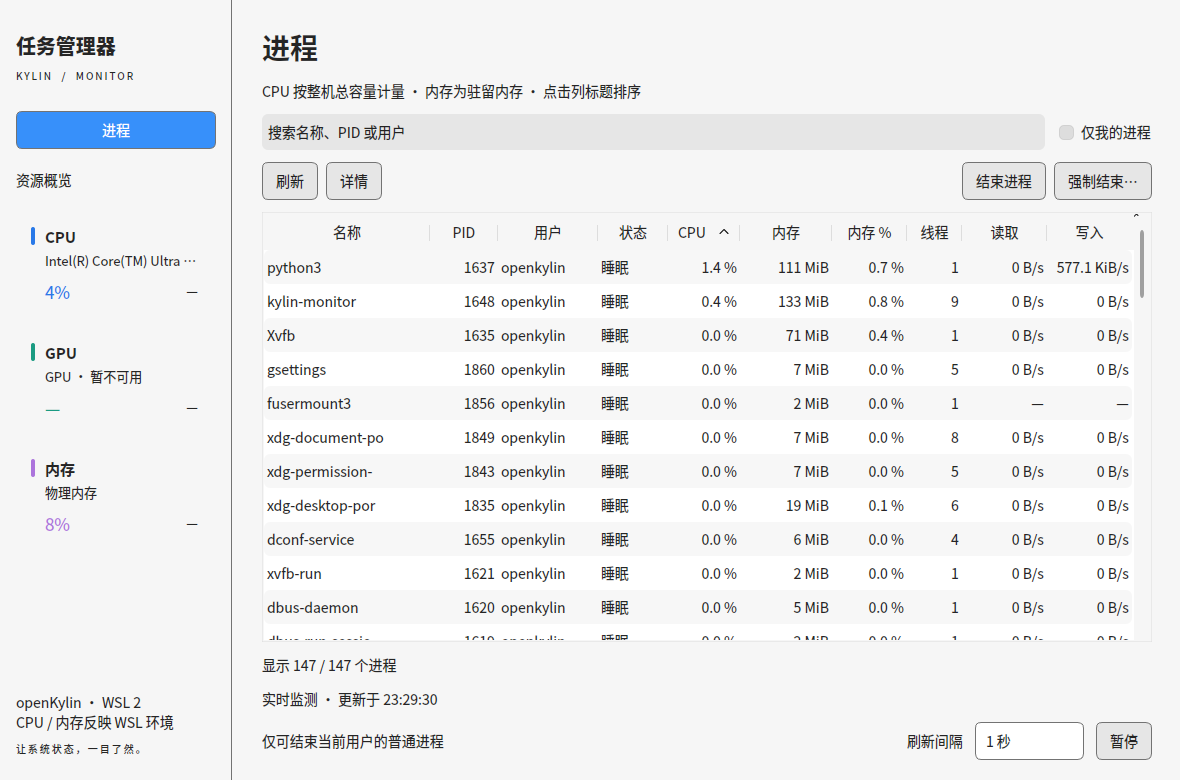 任务管理器
KYLIN / MONITOR
进程
资源概览
CPU
Intel(R) Core(TM) Ultra ···
4% —
GPU
GPU · 暂不可用
— —
内存
物理内存
8% —
openKylin · WSL 2
CPU / 内存反映 WSL 环境
让系统状态，一目了然。
进程
CPU 按整机总容量计量 · 内存为驻留内存 · 点击列标题排序
搜索名称、PID 或用户 仅我的进程
刷新 详情 结束进程 强制结束···
名称 PID 用户 状态 CPU 内存 内存 % 线程 读取 写入
python3 1637 openkylin 睡眠 1.4 % 111 MiB 0.7 % 1 0 B/s 577.1 KiB/s
kylin-monitor 1648 openkylin 睡眠 0.4 % 133 MiB 0.8 % 9 0 B/s 0 B/s
Xvfb 1635 openkylin 睡眠 0.0 % 71 MiB 0.4 % 1 0 B/s 0 B/s
gsettings 1860 openkylin 睡眠 0.0 % 7 MiB 0.0 % 5 0 B/s 0 B/s
fusermount3 1856 openkylin 睡眠 0.0 % 2 MiB 0.0 % 1 — —
xdg-document-po 1849 openkylin 睡眠 0.0 % 7 MiB 0.0 % 8 0 B/s 0 B/s
xdg-permission- 1843 openkylin 睡眠 0.0 % 7 MiB 0.0 % 5 0 B/s 0 B/s
xdg-desktop-por 1835 openkylin 睡眠 0.0 % 19 MiB 0.1 % 6 0 B/s 0 B/s
dconf-service 1655 openkylin 睡眠 0.0 % 6 MiB 0.0 % 4 0 B/s 0 B/s
xvfb-run 1621 openkylin 睡眠 0.0 % 2 MiB 0.0 % 1 0 B/s 0 B/s
dbus-daemon 1620 openkylin 睡眠 0.0 % 5 MiB 0.0 % 1 0 B/s 0 B/s
显示 147 / 147 个进程
实时监测 · 更新于 23:29:30
仅可结束当前用户的普通进程 刷新间隔 1 秒 暂停